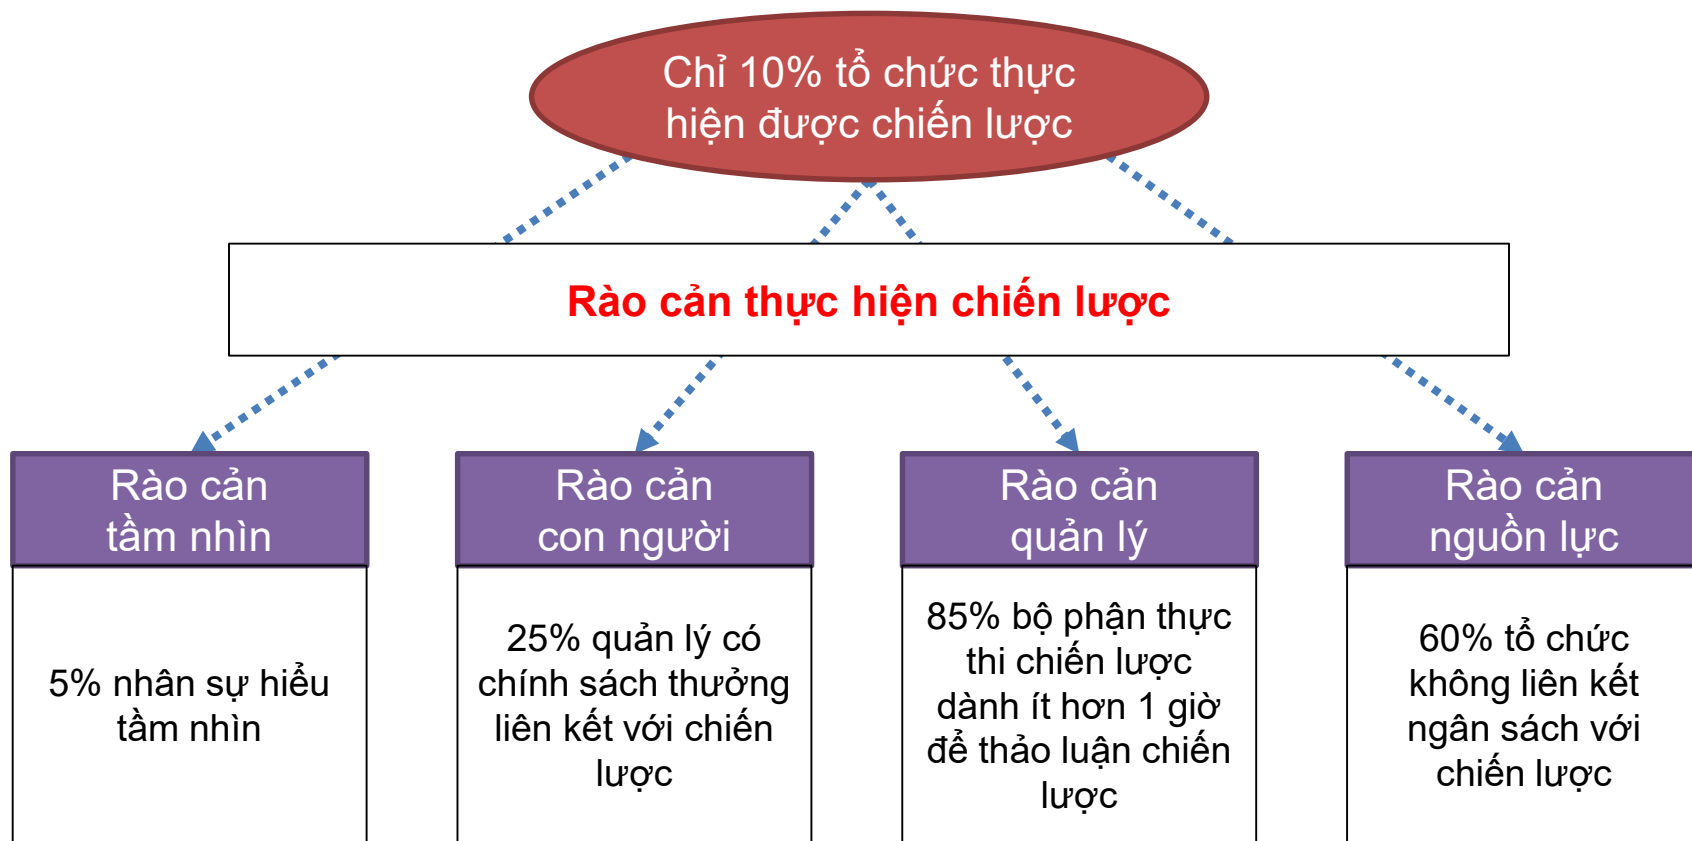 Chỉ 10% tổ chức thực
hiện được chiến lược
Rào cản thực hiện chiến lược
Rào cản
tầm nhìn
5% nhân sự hiểu
tầm nhìn
Rào cản
con người
25% quản lý có
chính sách thưởng
liên kết với chiến
lược
Rào cản
quản lý
85% bộ phận thực
thi chiến lược
dành ít hơn 1 giờ
để thảo luận chiến
lược
Rào cản
nguồn lực
60% tổ chức
không liên kết
ngân sách với
chiến lược